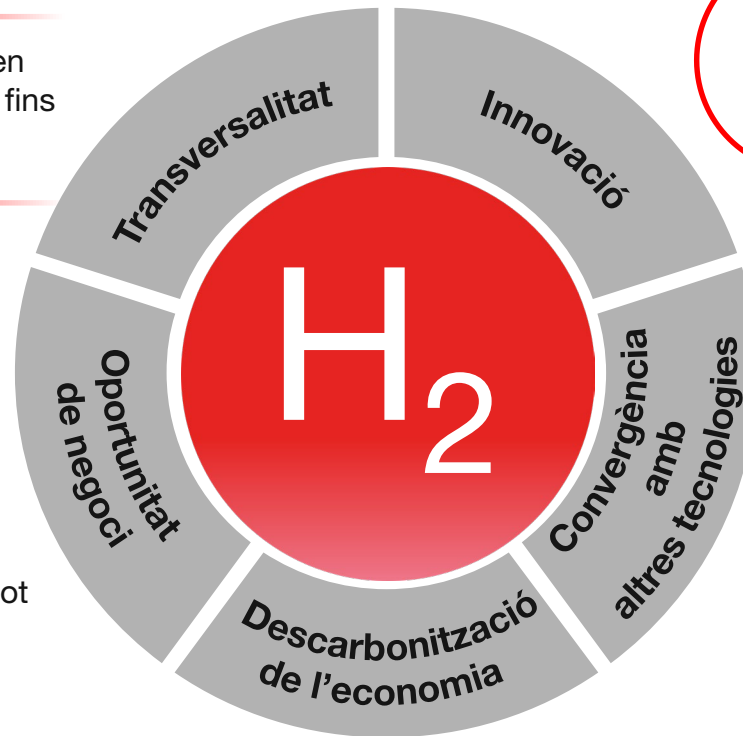 en
fins
Transversalitat
Innovació
H2
Convergència
amb
altres tecnologies
Descarbonització
de l’economia
Oportunitat
de negoci
ot